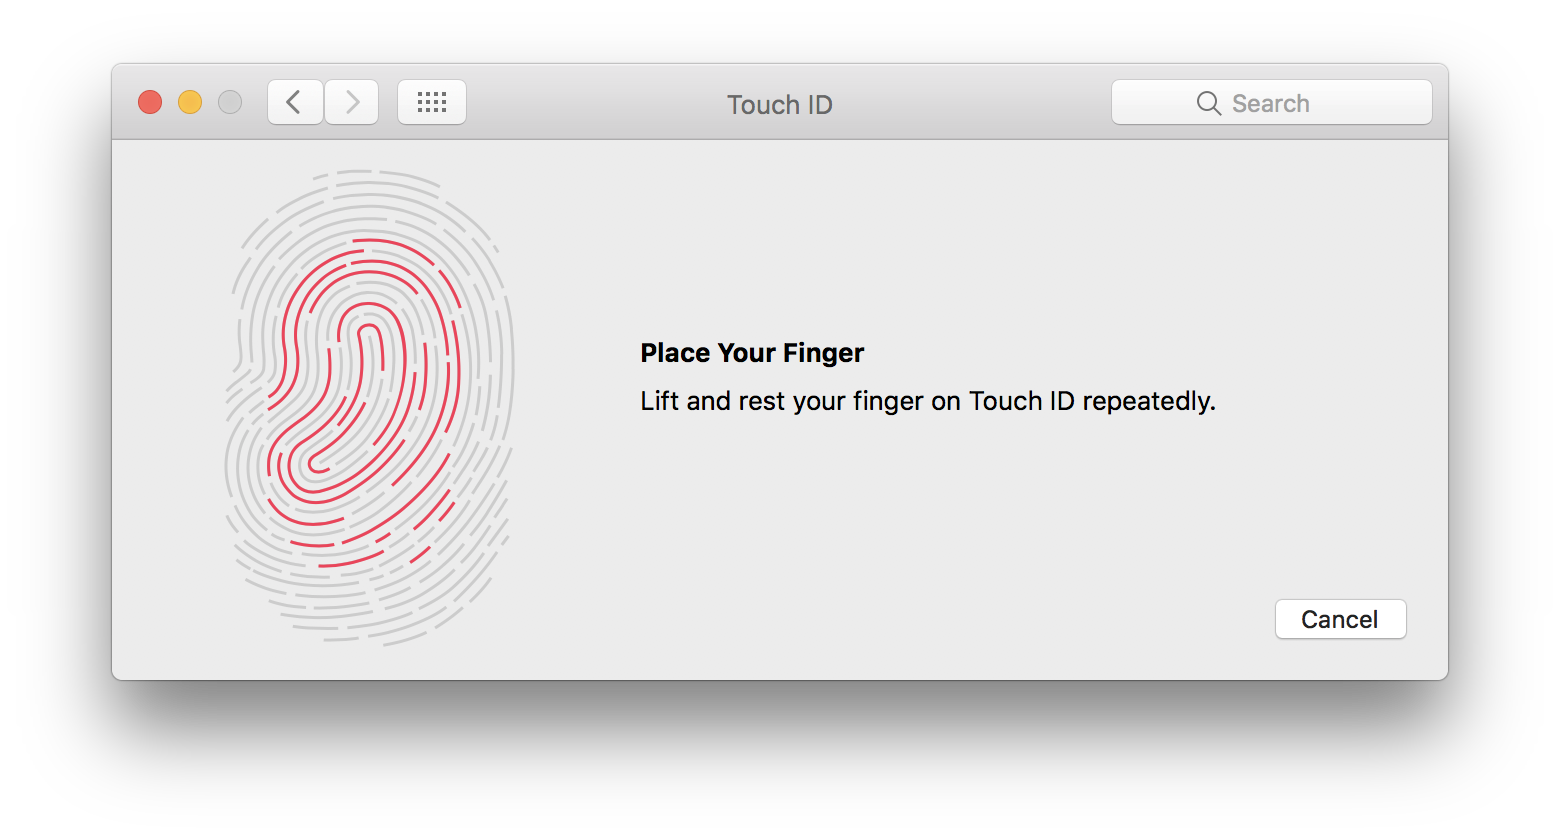 Touch ID
Search
Place Your Finger
Lift and rest your finger on Touch ID repeatedly.
Cancel